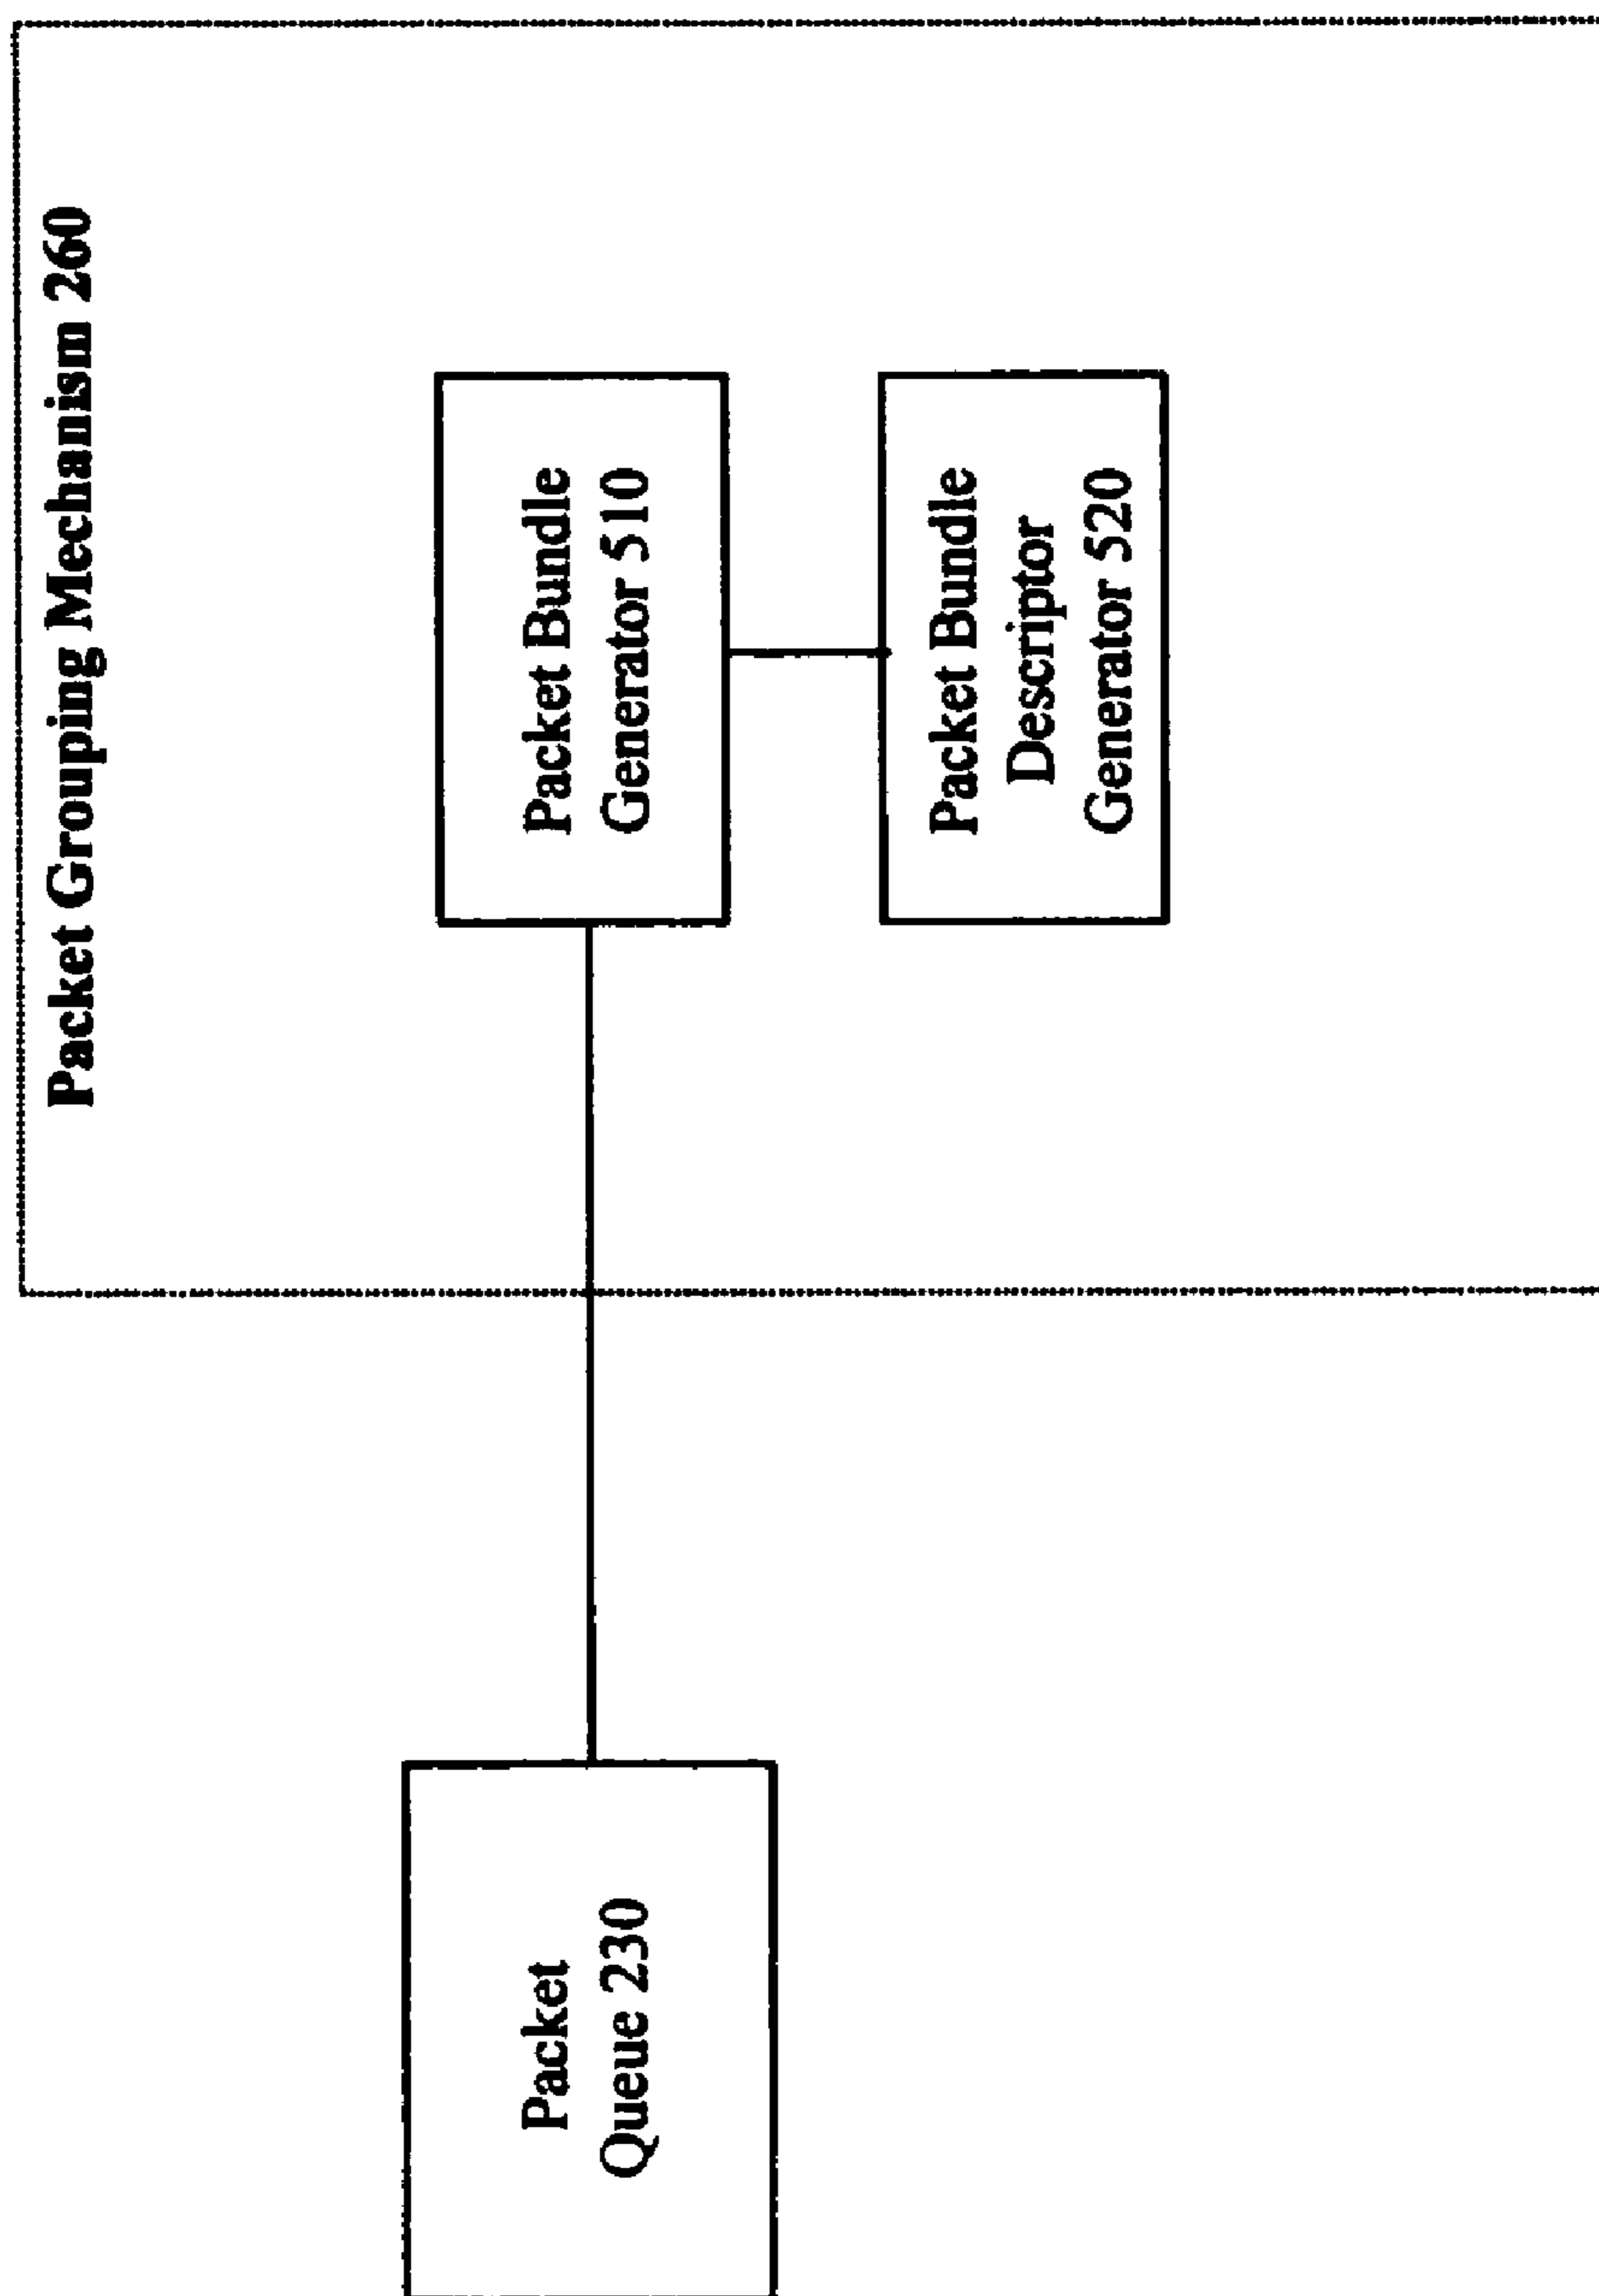 Packet Grouping Mechanism 260
Packet
Queue 230
Packet Bundle
Generator 510
Packet Bundle
Descriptor
Generator 520